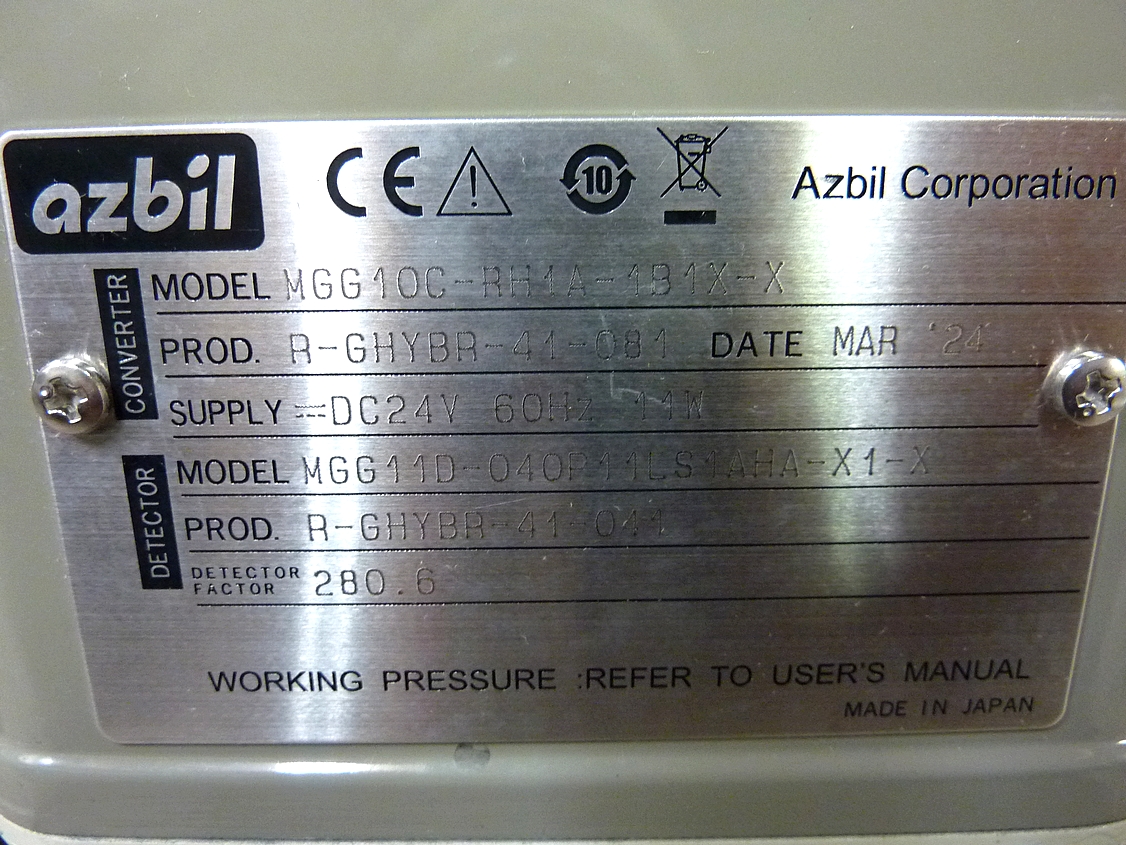 azbil CE 10 Azbil Corporation
CONVERTER
MODEL MGG10C-RH1A-1B1X-X
PROD. R-GHYBR-41-081 DATE MAR '24
SUPPLY ⎓DC24V 60Hz 11W
DETECTOR
MODEL MGG11D-040P11LS1AHA-X1-X
PROD. R-GHYBR-41-041
DETECTOR FACTOR 280.6
WORKING PRESSURE :REFER TO USER'S MANUAL
MADE IN JAPAN